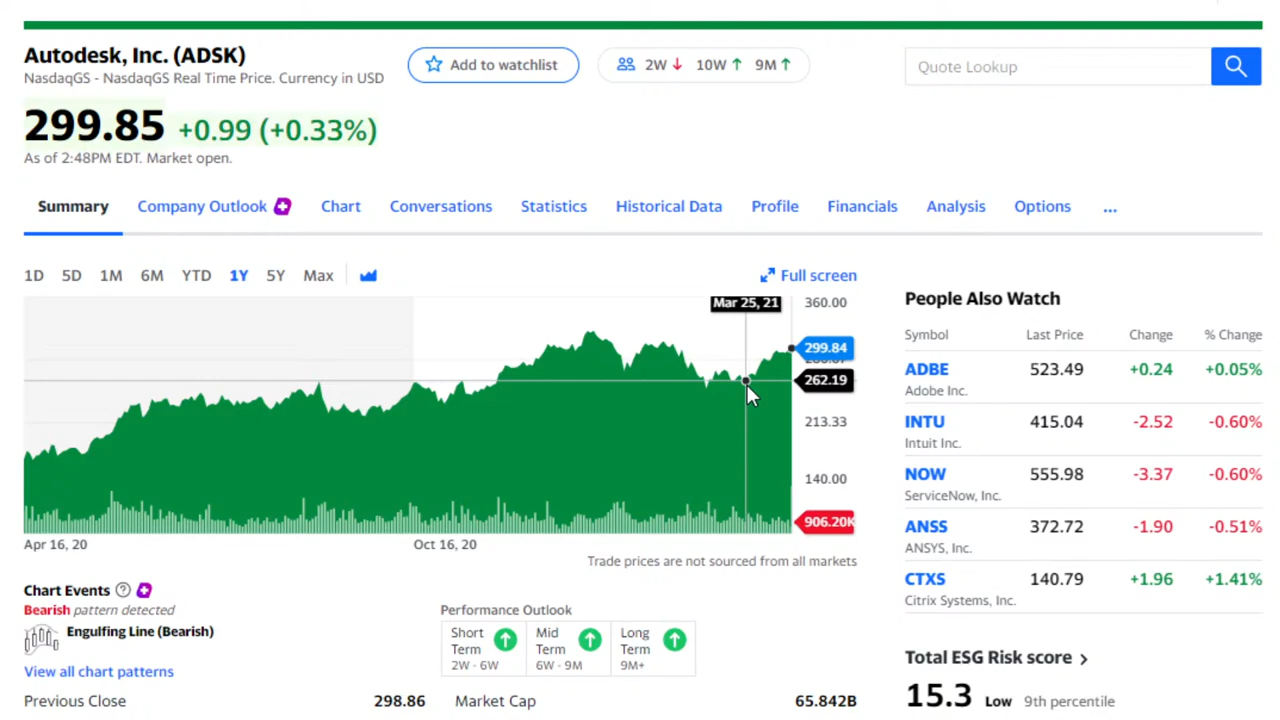 Autodesk, Inc. (ADSK)
NasdaqGS - NasdaqGS Real Time Price. Currency in USD
Add to watchlist
2W 10W 9M
Quote Lookup
299.85 +0.99 (+0.33%)
As of 2:48PM EDT. Market open.
Summary Company Outlook Chart Conversations Statistics Historical Data Profile Financials Analysis Options ...
1D 5D 1M 6M YTD 1Y 5Y Max
Full screen
Mar 25, 21
360.00
299.84
262.19
213.33
140.00
906.20K
Apr 16, 20 Oct 16, 20
Trade prices are not sourced from all markets
Chart Events
Bearish pattern detected
Engulfing Line (Bearish)
View all chart patterns
Performance Outlook
Short Term 2W - 6W
Mid Term 6W - 9M
Long Term 9M+
Previous Close 298.86
Market Cap 65.842B
People Also Watch
Symbol Last Price Change % Change
ADBE 523.49 +0.24 +0.05%
Adobe Inc.
INTU 415.04 -2.52 -0.60%
Intuit Inc.
NOW 555.98 -3.37 -0.60%
ServiceNow, Inc.
ANSS 372.72 -1.90 -0.51%
ANSYS, Inc.
CTXS 140.79 +1.96 +1.41%
Citrix Systems, Inc.
Total ESG Risk score
15.3 Low 9th percentile